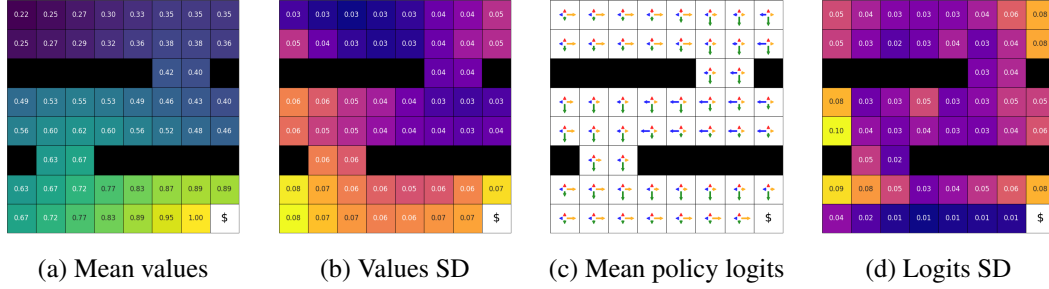 0.22 0.25 0.27 0.30 0.33 0.35 0.35 0.35
0.25 0.27 0.29 0.32 0.36 0.38 0.38 0.36
0.42 0.40
0.49 0.53 0.55 0.53 0.49 0.46 0.43 0.40
0.56 0.60 0.62 0.60 0.56 0.52 0.48 0.46
0.63 0.67
0.63 0.67 0.72 0.77 0.83 0.87 0.89 0.89
0.67 0.72 0.77 0.83 0.89 0.95 1.00 $
(a) Mean values
0.03 0.04 0.03 0.03 0.03 0.04 0.04 0.05
0.05 0.04 0.03 0.03 0.03 0.04 0.04 0.05
0.04 0.04
0.06 0.06 0.05 0.04 0.04 0.03 0.03 0.03
0.06 0.05 0.05 0.04 0.04 0.04 0.03 0.03
0.06 0.06
0.08 0.07 0.06 0.06 0.05 0.06 0.06 0.07
0.08 0.07 0.06 0.06 0.06 0.07 0.07 $
(b) Values SD
$
(c) Mean policy logits
0.05 0.04 0.03 0.03 0.03 0.04 0.06 0.08
0.05 0.03 0.02 0.03 0.04 0.03 0.05 0.08
0.03 0.04
0.08 0.03 0.03 0.05 0.03 0.03 0.05 0.05
0.10 0.04 0.03 0.04 0.03 0.03 0.04 0.06
0.05 0.02
0.09 0.08 0.05 0.03 0.04 0.05 0.06 0.08
0.04 0.02 0.01 0.01 0.01 0.01 0.01 $
(d) Logits SD